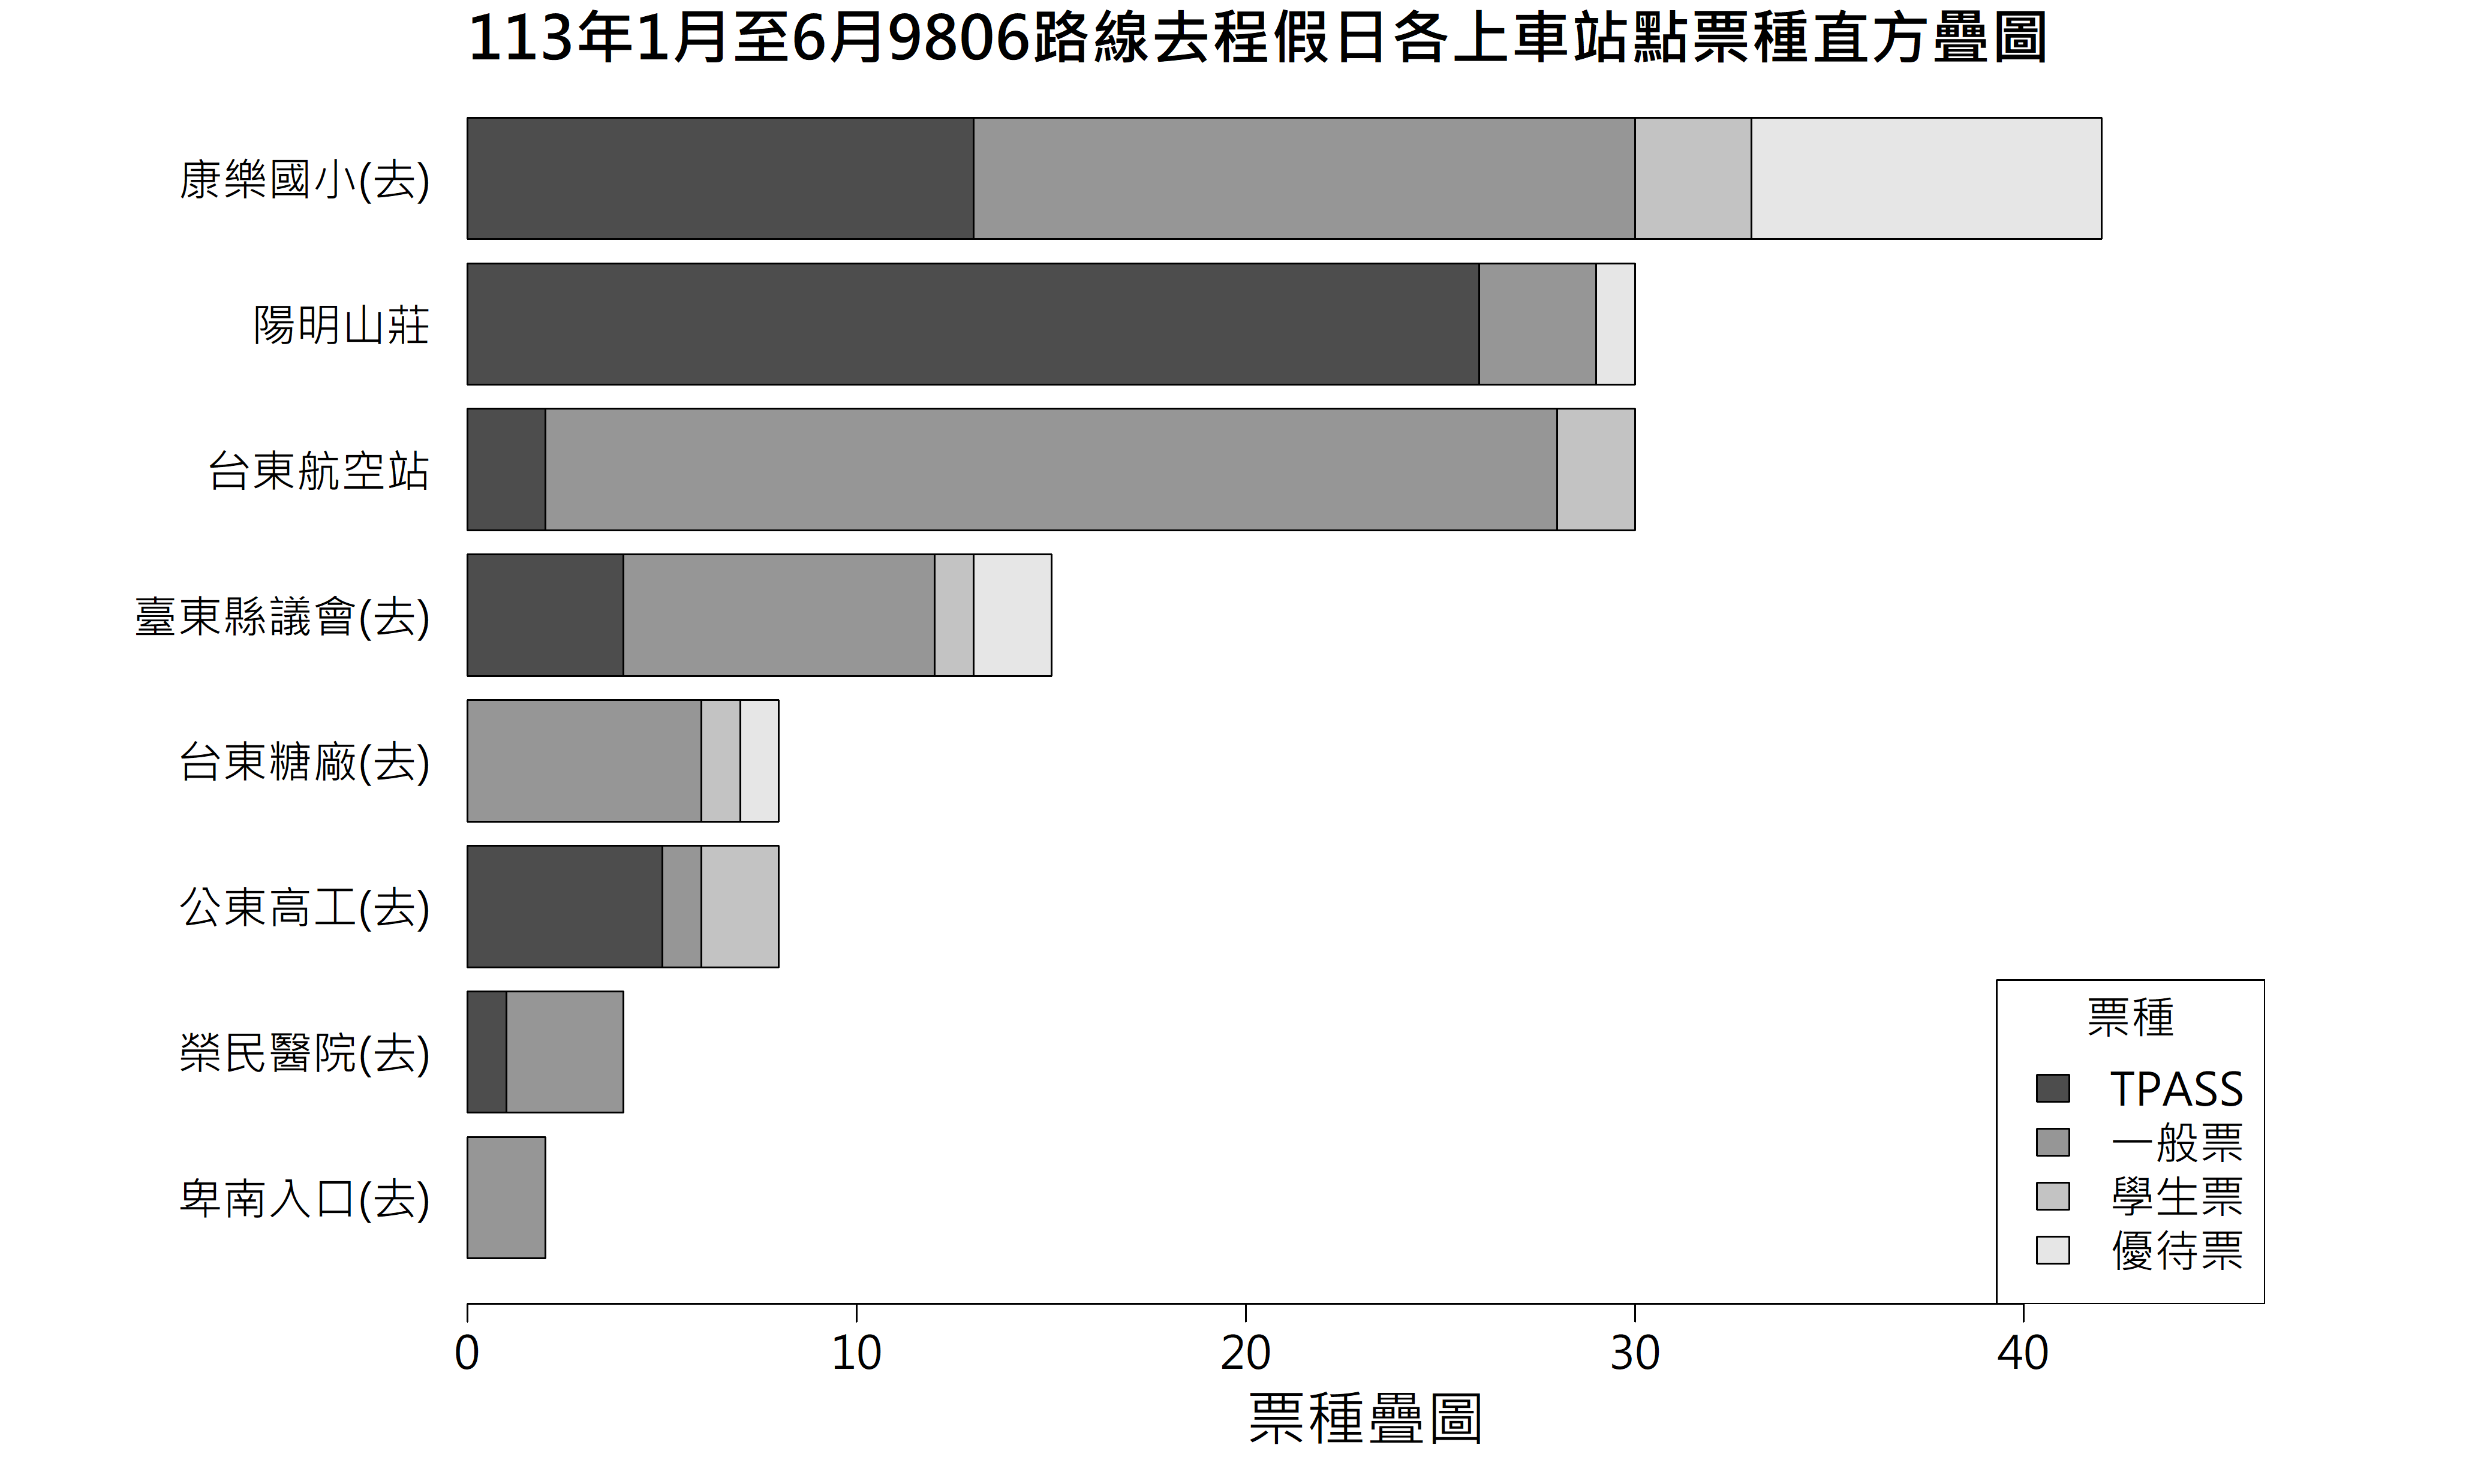 113年1月至6月9806路線去程假日各上車站點票種直方疊圖
康樂國小(去)
陽明山莊
台東航空站
臺東縣議會(去)
台東糖廠(去)
公東高工(去)
榮民醫院(去)
卑南入口(去)
票種
TPASS
一般票
學生票
優待票
0 10 20 30 40
票種疊圖